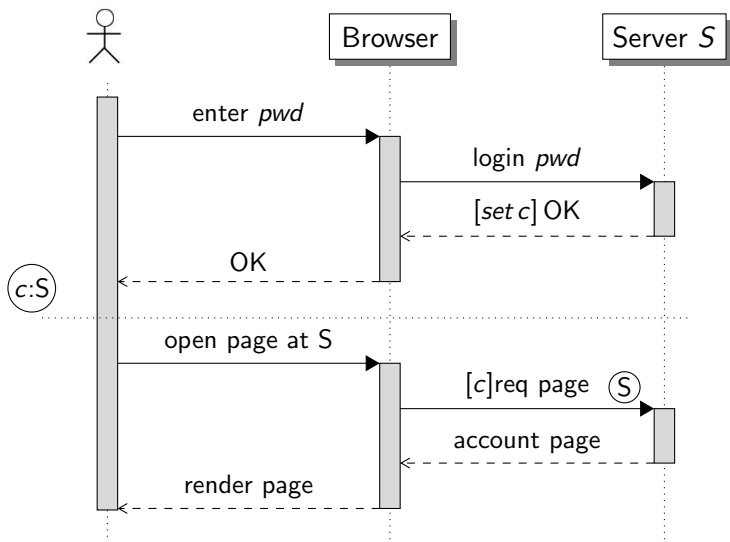 Browser
Server S
enter pwd
login pwd
[set c] OK
OK
c:S
open page at S
[c]req page
S
account page
render page